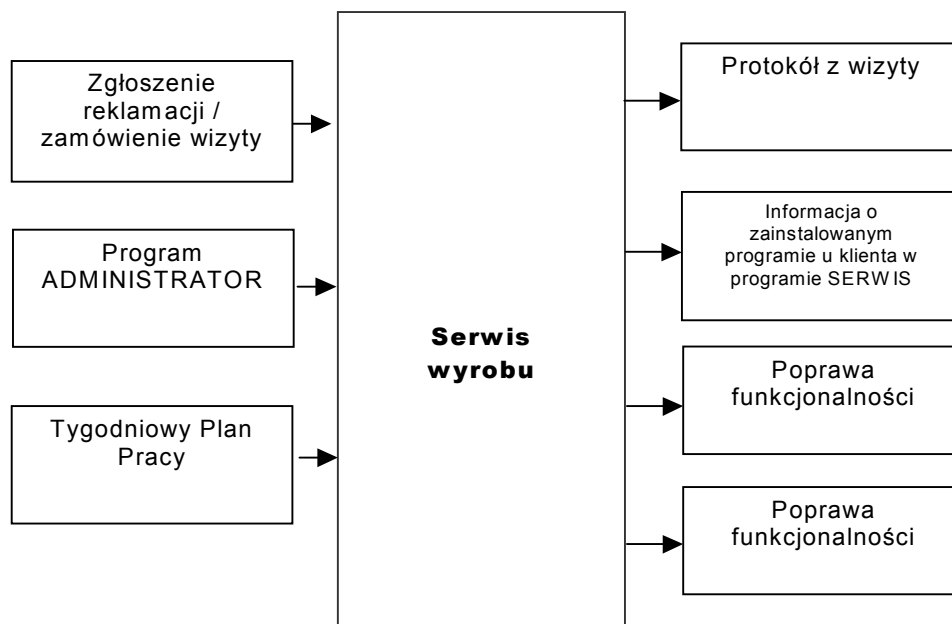 Zgłoszenie
reklamacji /
zamówienie wizyty
Program
ADMINISTRATOR
Tygodniowy Plan
Pracy
Serwis
wyrobu
Protokół z wizyty
Informacja o
zainstalowanym
programie u klienta w
programie SERWIS
Poprawa
funkcjonalności
Poprawa
funkcjonalności